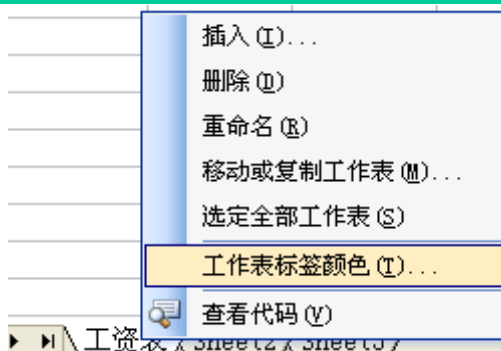 插入(I)...
删除(D)
重命名(R)
移动或复制工作表(M)...
选定全部工作表(S)
工作表标签颜色(T)...
查看代码(V)
工资表 Sheet2 Sheet3